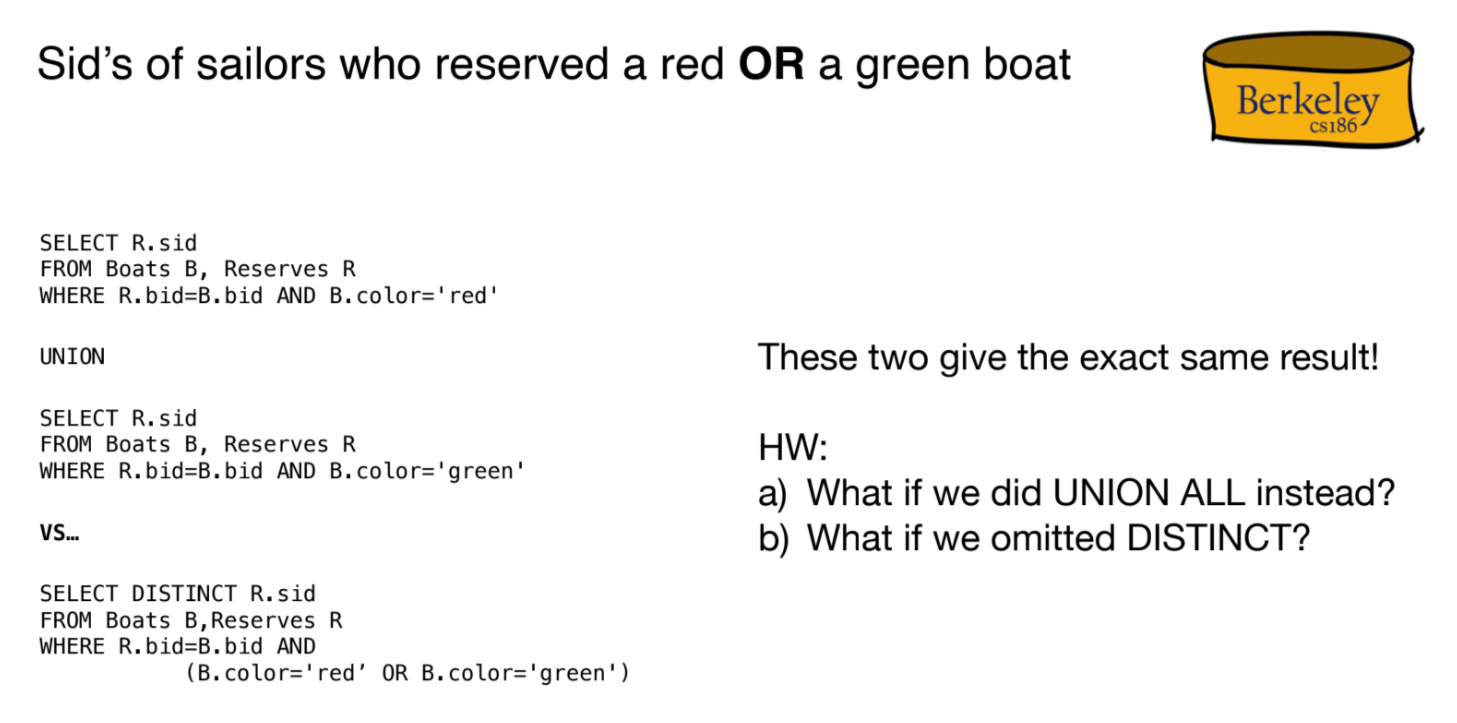 Sid’s of sailors who reserved a red OR a green boat
Berkeley
cs186
SELECT R.sid
FROM Boats B, Reserves R
WHERE R.bid=B.bid AND B.color='red'
UNION
SELECT R.sid
FROM Boats B, Reserves R
WHERE R.bid=B.bid AND B.color='green'
VS…
SELECT DISTINCT R.sid
FROM Boats B,Reserves R
WHERE R.bid=B.bid AND
(B.color='red’ OR B.color='green')
These two give the exact same result!
HW:
a) What if we did UNION ALL instead?
b) What if we omitted DISTINCT?